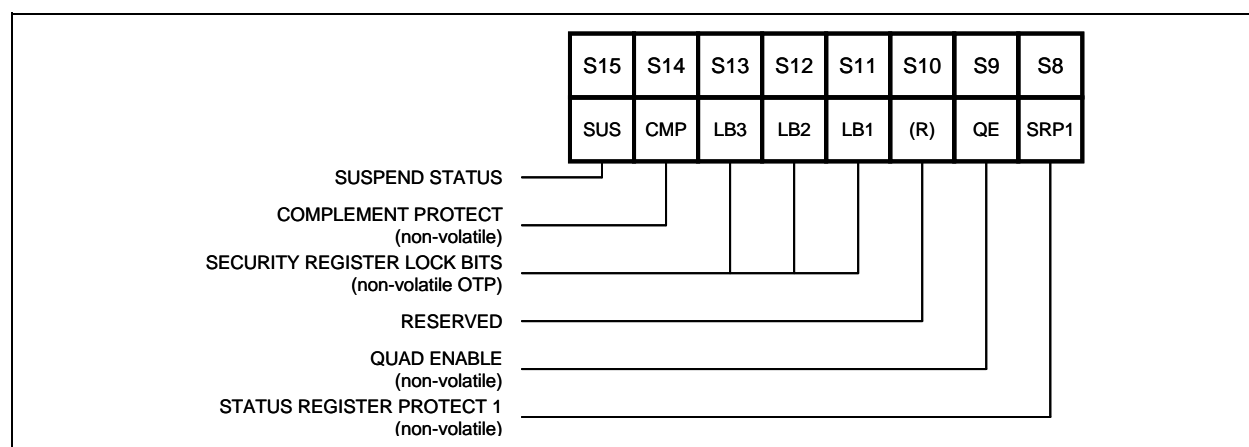 S15 S14 S13 S12 S11 S10 S9 S8
SUS CMP LB3 LB2 LB1 (R) QE SRP1
SUSPEND STATUS
COMPLEMENT PROTECT
(non-volatile)
SECURITY REGISTER LOCK BITS
(non-volatile OTP)
RESERVED
QUAD ENABLE
(non-volatile)
STATUS REGISTER PROTECT 1
(non-volatile)